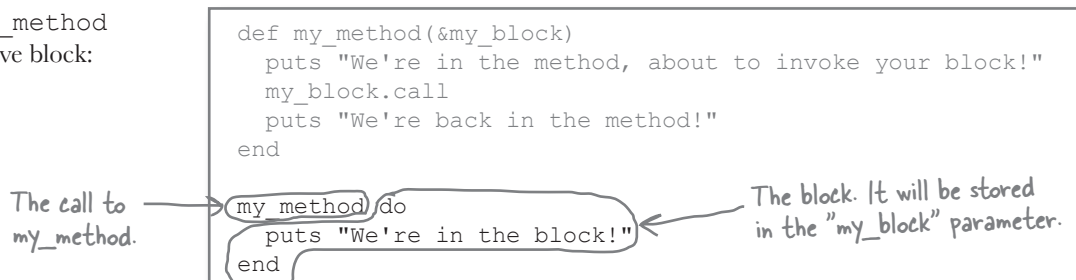 _method
ve block:
def my_method(&my_block)
  puts "We're in the method, about to invoke your block!"
  my_block.call
  puts "We're back in the method!"
end
The call to
my_method.
my_method do
  puts "We're in the block!"
end
The block. It will be stored
in the "my_block" parameter.